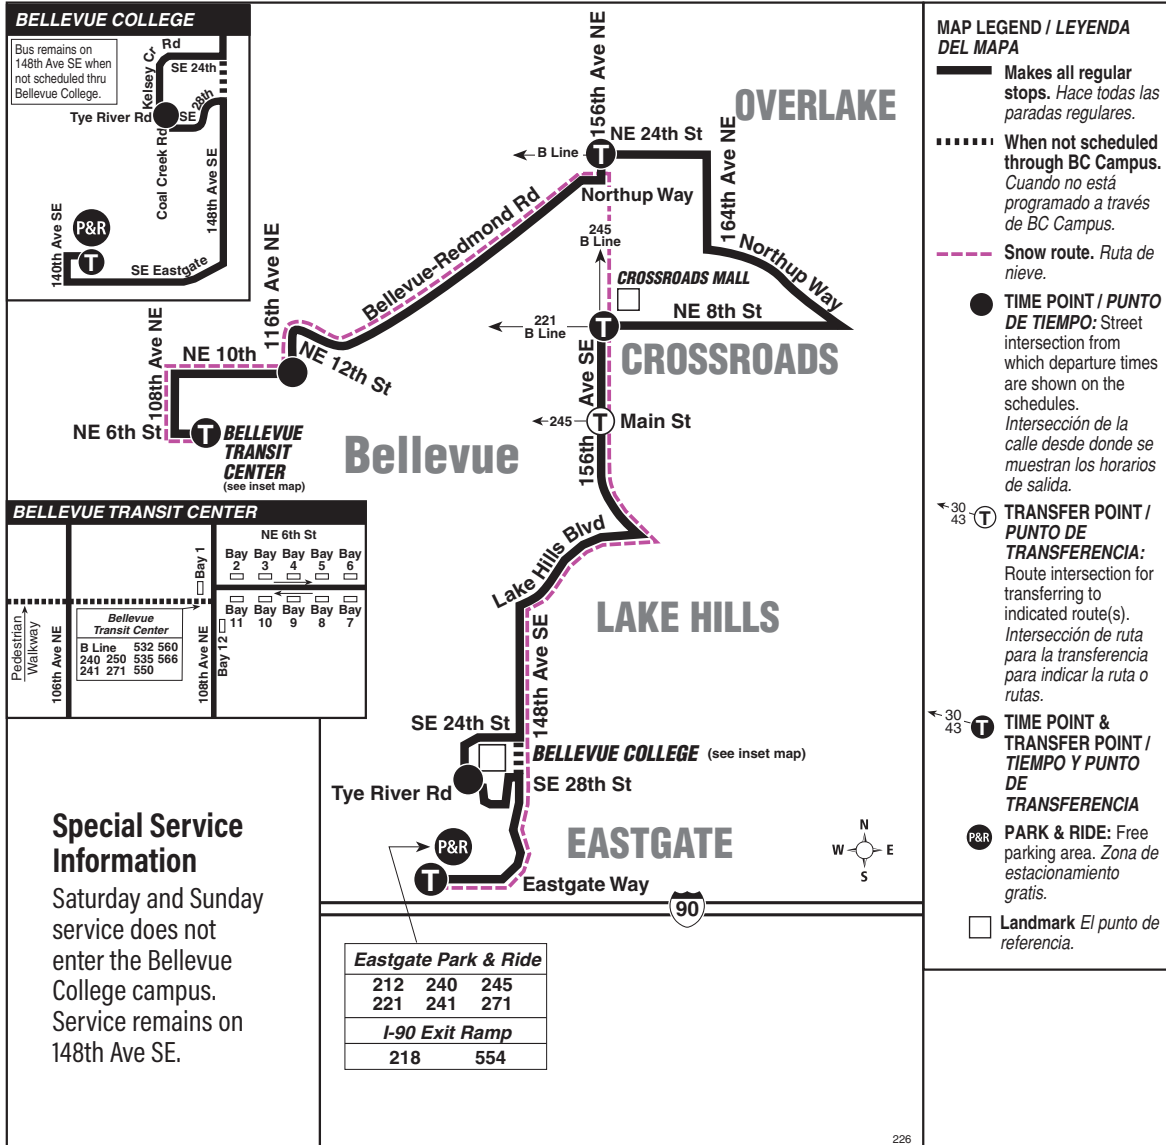 BELLEVUE COLLEGE
Bus remains on
148th Ave SE when
not scheduled thru
Bellevue College.
Kelsey Cr
Rd
SE 24th
Tye River Rd
SE 28th
Coal Creek Rd
148th Ave SE
140th Ave SE
P&R
T
SE Eastgate
156th Ave NE
OVERLAKE
NE 24th St
B Line
T
164th Ave NE
Northup Way
Bellevue-Redmond Rd
245
B Line
Northup Way
CROSSROADS MALL
116th Ave NE
NE 8th St
221
B Line
T
CROSSROADS
108th Ave NE
NE 10th
NE 12th St
156th Ave SE
245
T
Main St
NE 6th St
T
BELLEVUE
TRANSIT
CENTER
(see inset map)
Bellevue
BELLEVUE TRANSIT CENTER
NE 6th St
Bay 1
Bay Bay Bay Bay Bay
2 3 4 5 6
Bay Bay Bay Bay Bay
11 10 9 8 7
Bay 12
Pedestrian
Walkway
106th Ave NE
108th Ave NE
Bellevue
Transit Center
B Line 532 560
240 250 535 566
241 271 550
Lake Hills Blvd
LAKE HILLS
148th Ave SE
SE 24th St
BELLEVUE COLLEGE (see inset map)
Tye River Rd
SE 28th St
P&R
EASTGATE
T
Eastgate Way
N
W E
S
90
Eastgate Park & Ride
212 240 245
221 241 271
I-90 Exit Ramp
218 554
Special Service
Information
Saturday and Sunday
service does not
enter the Bellevue
College campus.
Service remains on
148th Ave SE.
226
MAP LEGEND / LEYENDA
DEL MAPA
Makes all regular
stops. Hace todas las
paradas regulares.
When not scheduled
through BC Campus.
Cuando no está
programado a través
de BC Campus.
Snow route. Ruta de
nieve.
TIME POINT / PUNTO
DE TIEMPO: Street
intersection from
which departure times
are shown on the
schedules.
Intersección de la
calle desde donde se
muestran los horarios
de salida.
30
43
T
TRANSFER POINT /
PUNTO DE
TRANSFERENCIA:
Route intersection for
transferring to
indicated route(s).
Intersección de ruta
para la transferencia
para indicar la ruta o
rutas.
30
43
T
TIME POINT &
TRANSFER POINT /
TIEMPO Y PUNTO
DE
TRANSFERENCIA
P&R
PARK & RIDE: Free
parking area. Zona de
estacionamiento
gratis.
Landmark El punto de
referencia.